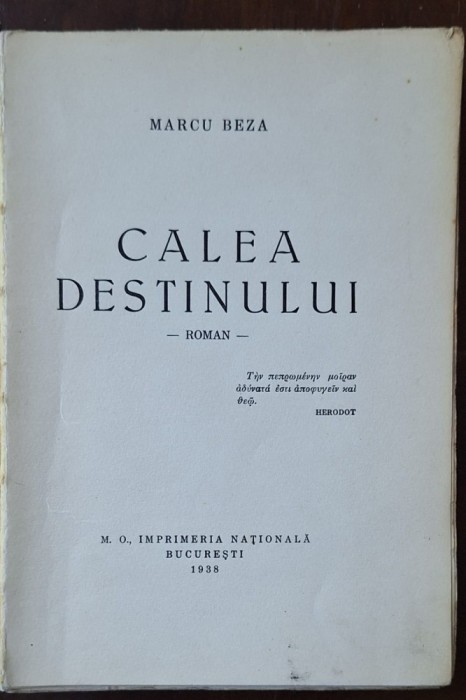 MARCU BEZA
CALEA
DESTINULUI
— ROMAN —
Τὴν πεπρωμένην μοῖραν
ἀδύνατά ἐστι ἀποφυγεῖν καὶ
θεῷ.
HERODOT
M. O., IMPRIMERIA NAȚIONALĂ
BUCUREȘTI
1938